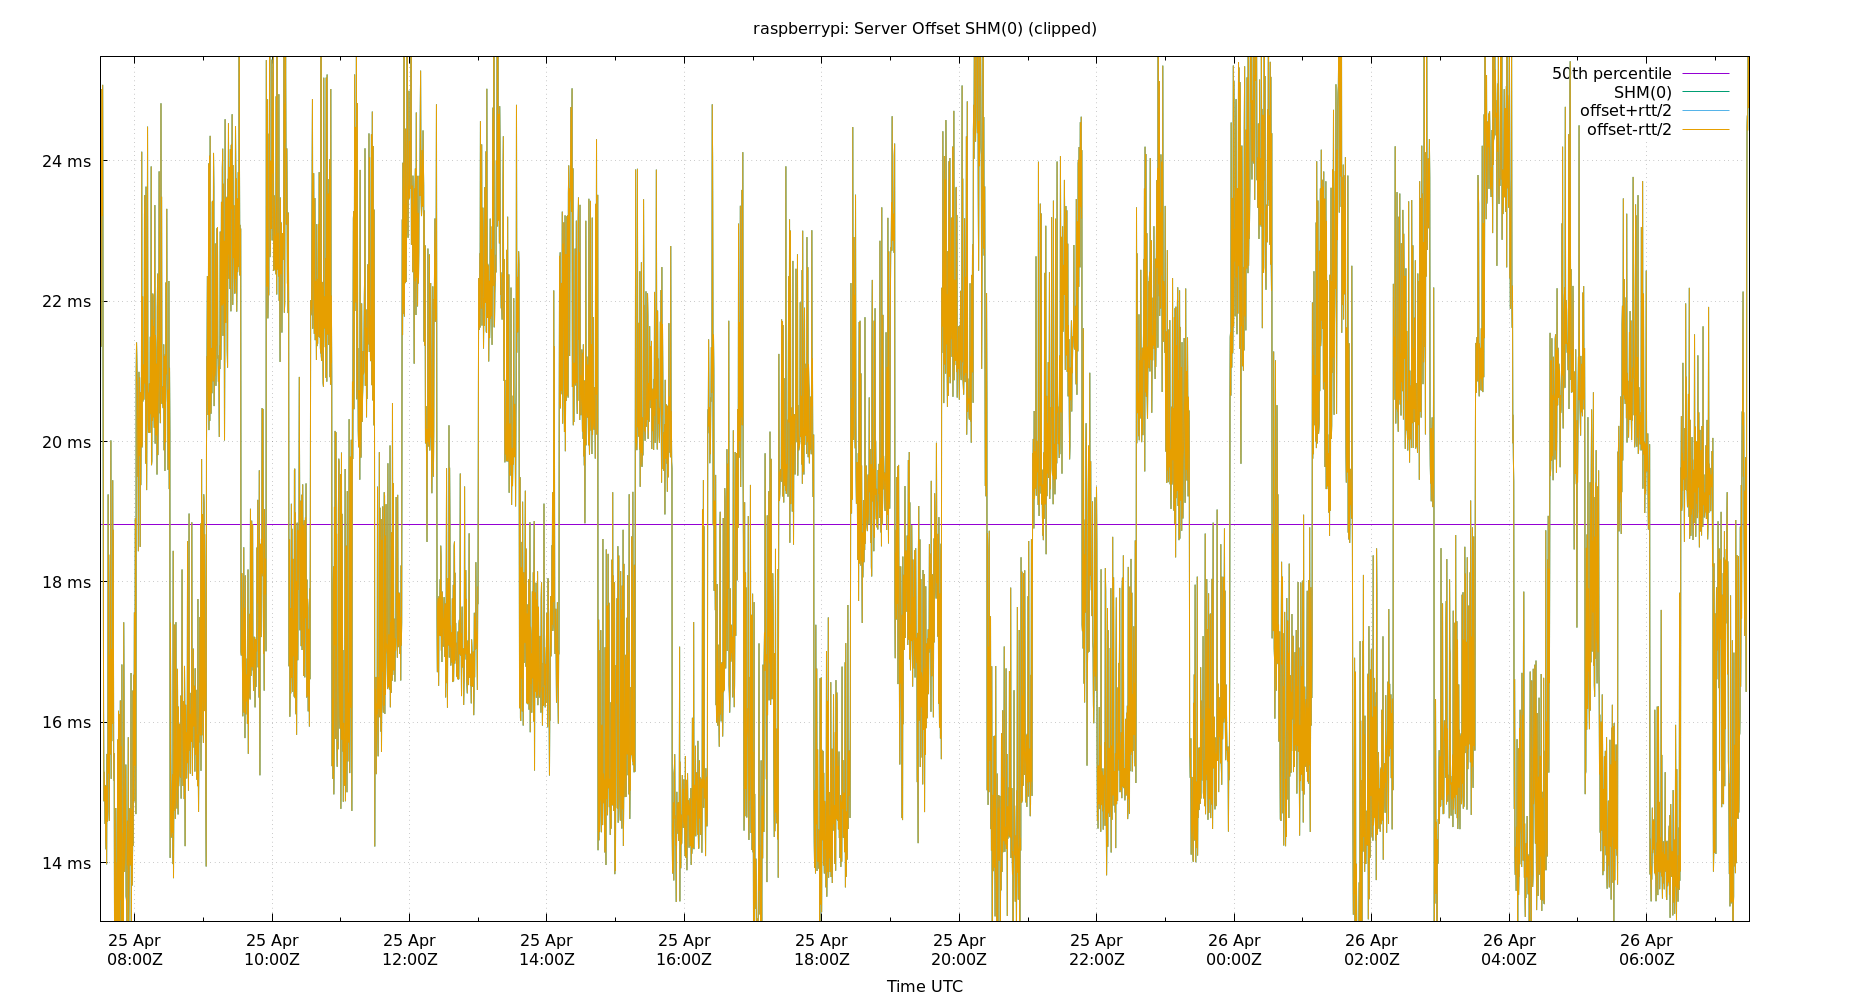 raspberrypi: Server Offset SHM(0) (clipped)
50th percentile
SHM(0)
offset+rtt/2
offset-rtt/2
24 ms
22 ms
20 ms
18 ms
16 ms
14 ms
25 Apr 25 Apr 25 Apr 25 Apr 25 Apr 25 Apr 25 Apr 25 Apr 26 Apr 26 Apr 26 Apr 26 Apr
08:00Z 10:00Z 12:00Z 14:00Z 16:00Z 18:00Z 20:00Z 22:00Z 00:00Z 02:00Z 04:00Z 06:00Z
Time UTC